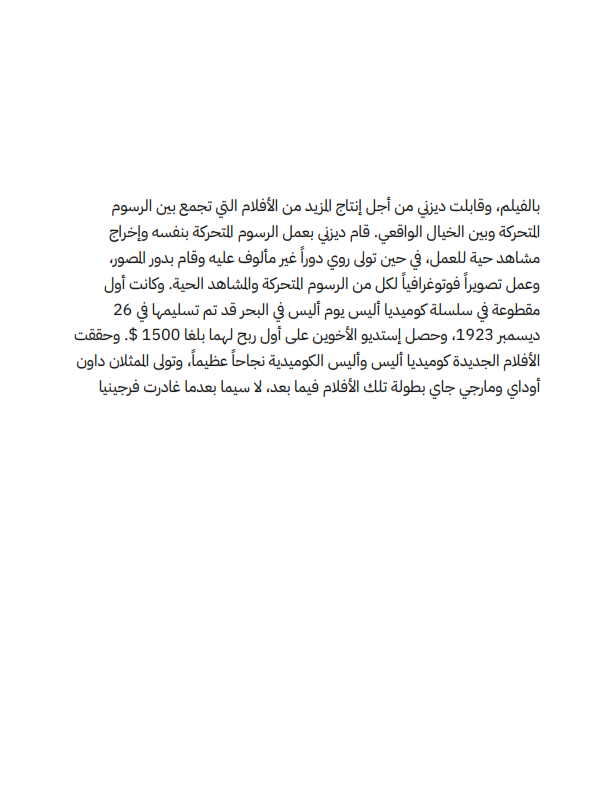 بالفيلم، وقابلت ديزني من أجل إنتاج المزيد من الأفلام التي تجمع بين الرسوم
المتحركة وبين الخيال الواقعي. قام ديزني بعمل الرسوم المتحركة بنفسه وإخراج
مشاهد حية للعمل، في حين تولى روي دوراً غير مألوف عليه وقام بدور المصور،
وعمل تصويراً فوتوغرافياً لكل من الرسوم المتحركة والمشاهد الحية. وكانت أول
مقطوعة في سلسلة كوميديا أليس يوم أليس في البحر قد تم تسليمها في 26
ديسمبر 1923، وحصل إستديو الأخوين على أول ربح لهما بلغا 1500 $. وحققت
الأفلام الجديدة كوميديا أليس وأليس الكوميدية نجاحاً عظيماً، وتولى الممثلان داون
أوداي ومارجي جاي بطولة تلك الأفلام فيما بعد، لا سيما بعدما غادرت فرجينيا